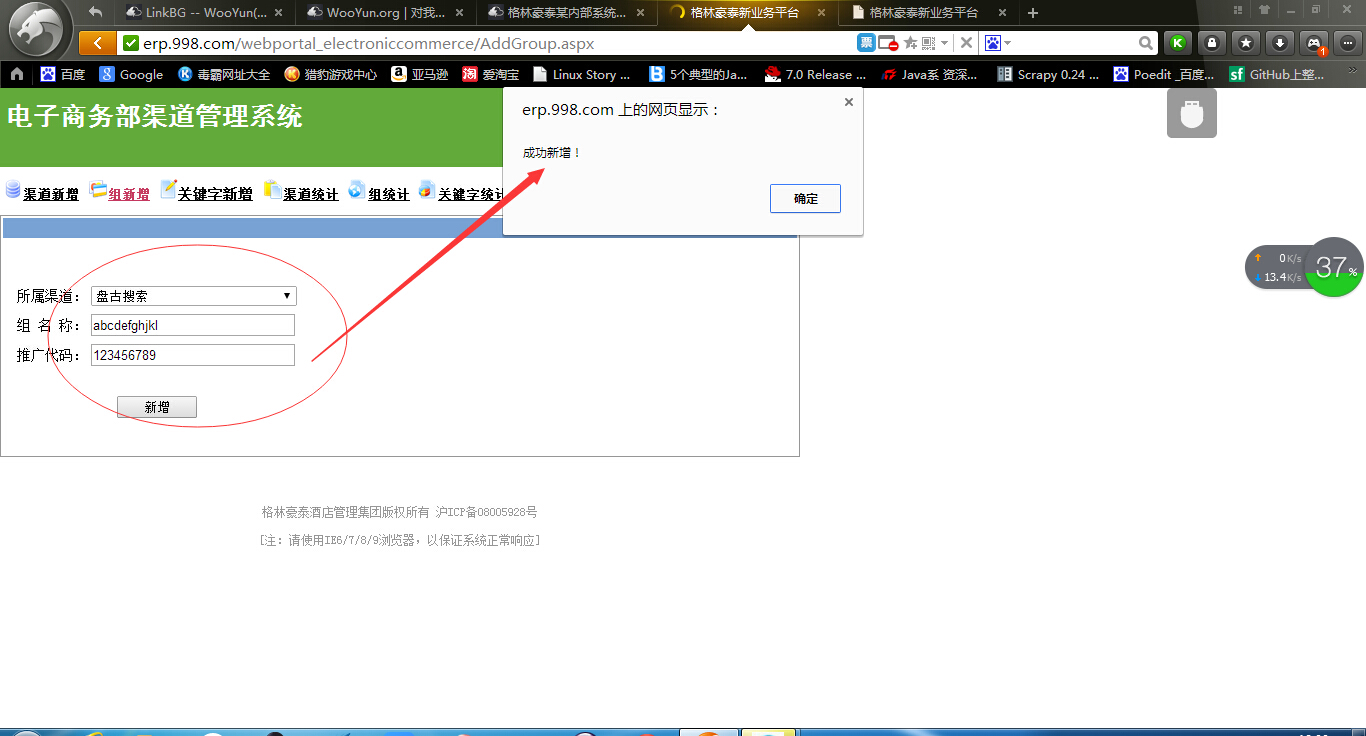 LinkBG -- WooYun(...
WooYun.org | 对我...
格林豪泰某内部系统...
格林豪泰新业务平台
格林豪泰新业务平台
erp.998.com/webportal_electroniccommerce/AddGroup.aspx
票
K
1
百度
Google
毒霸网址大全
猎豹游戏中心
亚马逊
爱淘宝
Linux Story ...
5个典型的Ja...
7.0 Release ...
Java系 资深...
Scrapy 0.24 ...
Poedit _百度...
GitHub上整...
电子商务部渠道管理系统
erp.998.com 上的网页显示：
成功新增！
确定
渠道新增
组新增
关键字新增
渠道统计
组统计
关键字统计
0K/s
13.4K/s
37%
所属渠道： 盘古搜索
组 名 称： abcdefghjkl
推广代码： 123456789
新增
格林豪泰酒店管理集团版权所有 沪ICP备08005928号
[注：请使用IE6/7/8/9浏览器，以保证系统正常响应]